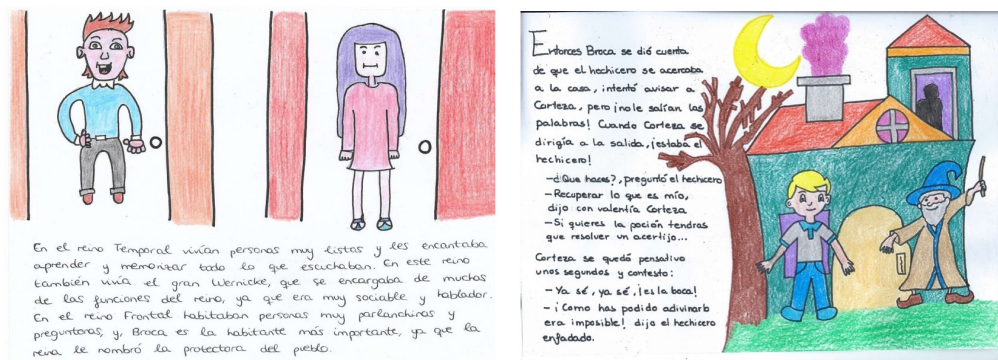 En el reino Temporal vivían personas muy listas y les encantaba
aprender y memorizar todo lo que escuchaban. En este reino
también vivía el gran Wernicke, que se encargaba de muchas
de las funciones del reino, ya que era muy sociable y hablador.
En el reino Frontal habitaban personas muy parlanchinas y
preguntonas, y, Broca es la habitante más importante, ya que la
reina le nombró la protectora del pueblo.
Entonces Broca se dió cuenta
de que el hechicero se acercaba
a la casa, intentó avisar a
Corteza, pero ¡no le salían las
palabras! Cuando Corteza se
dirigía a la salida, ¡estaba el
hechicero!
-¿Que haces?, preguntó el hechicero
- Recuperar lo que es mío,
dijo con valentía Corteza
- Si quieres la poción tendras
que resolver un acertijo...
Corteza se quedó pensativo
unos segundos y contesto:
- Ya sé, ya sé, ¡es la boca!
- ¡Como has podido adivinarlo
era imposible! dijo el hechicero
enfadado.